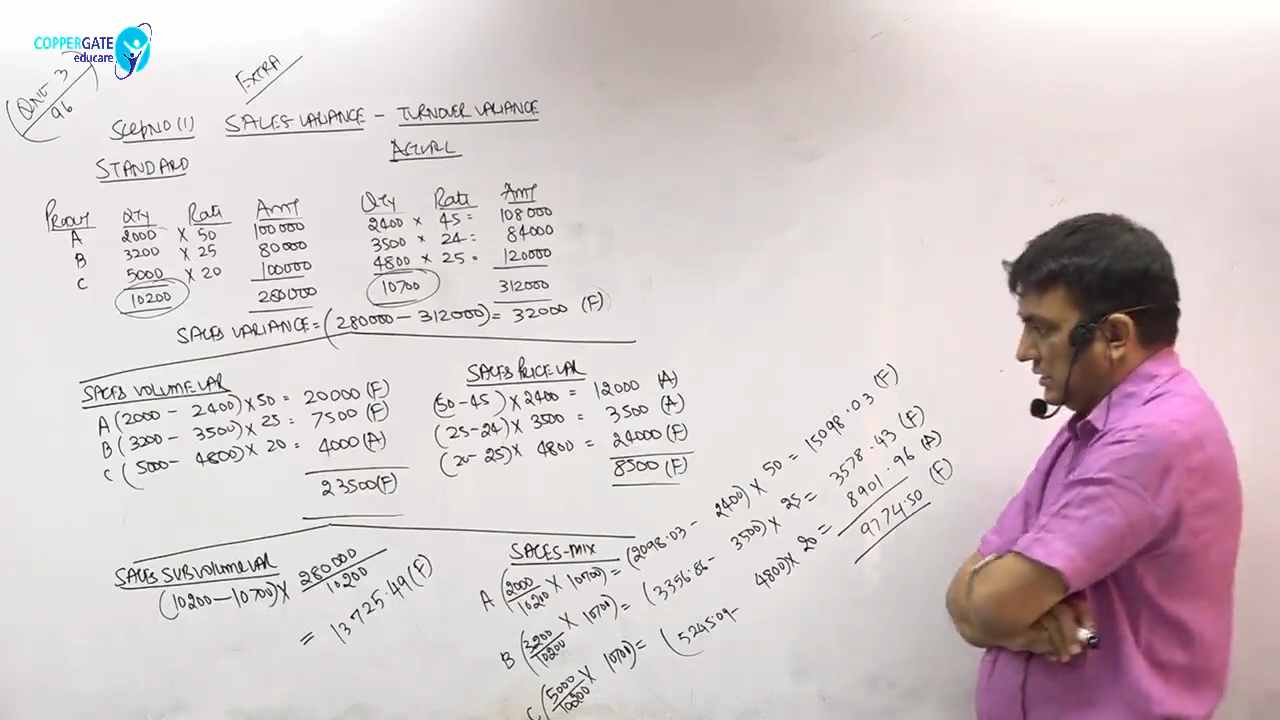 COPPERGATE
educare
QNO. 3
96
EXTRA
STEP NO (1) SALES VARIANCE - TURNOVER VARIANCE
STANDARD ACTUAL
PRODUCT QTY Rate AMT QTY Rate AMT
A 2000 × 50 100000 2400 × 45 = 108000
B 3200 × 25 80000 3500 × 24 = 84000
C 5000 × 20 100000 4800 × 25 = 120000
10200 280000 10700 312000
SALES VARIANCE = (280000 - 312000) = 32000 (F)
SALES VOLUME VAR
A (2000 - 2400) × 50 = 20000 (F)
B (3200 - 3500) × 25 = 7500 (F)
C (5000 - 4800) × 20 = 4000 (A)
23500 (F)
SALES PRICE VAR
(50 - 45) × 2400 = 12000 (A)
(25 - 24) × 3500 = 3500 (A)
(20 - 25) × 4800 = 24000 (F)
8500 (F)
SALES SUB VOLUME VAR
(10200 - 10700) × 280000
10200
= 13725.49 (F)
SALES-MIX
A (2000/10200 × 10700) = (2098.03 - 2400) × 50 = 15098.03 (F)
B (3200/10200 × 10700) = (3356.86 - 3500) × 25 = 3578.43 (F)
C (5000/10200 × 10700) = (5245.09 - 4800) × 20 = 8901.96 (A)
9774.50 (F)